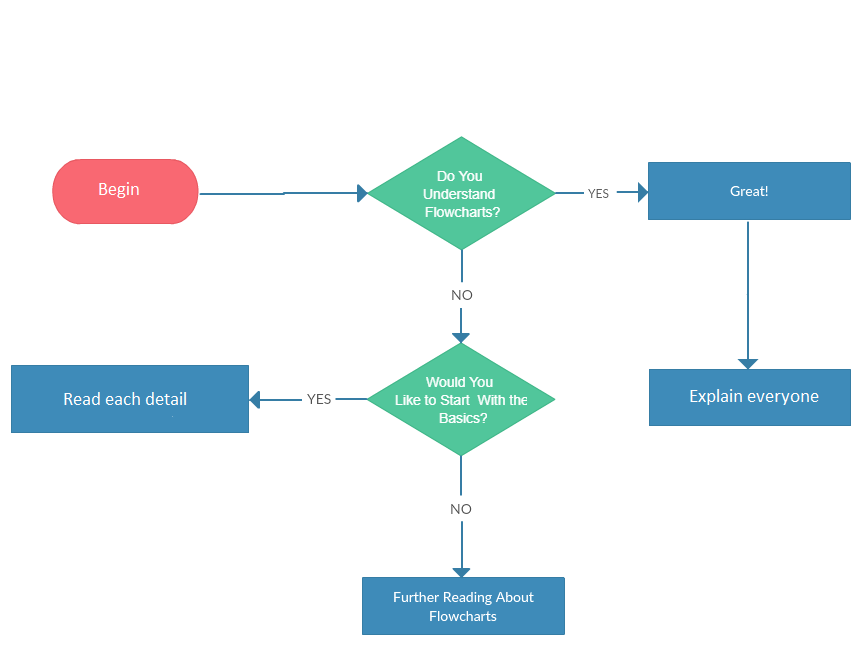 Begin
Do You
Understand
Flowcharts?
YES
Great!
NO
Would You
Like to Start With the
Basics?
YES
Read each detail
Explain everyone
NO
Further Reading About
Flowcharts